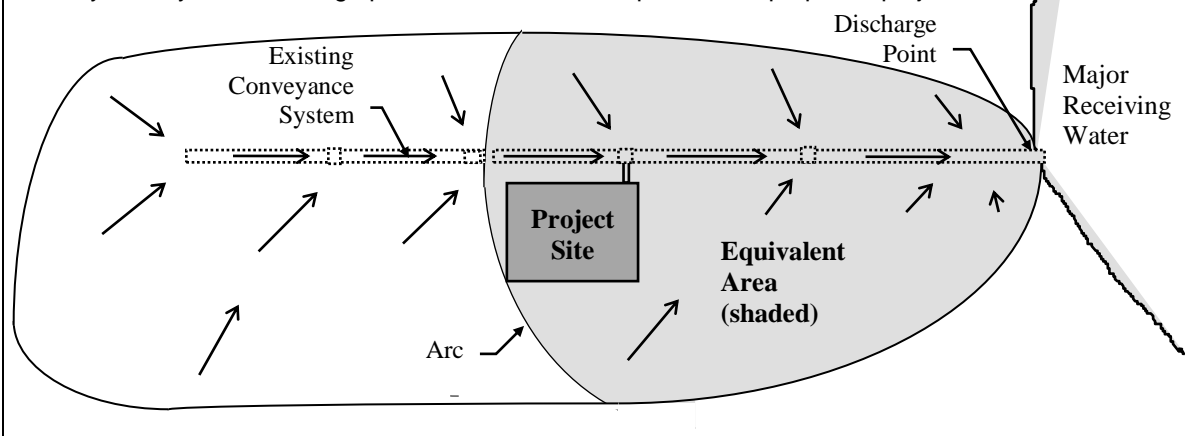 Discharge
Point
Existing
Conveyance
System
Major
Receiving
Water
Project
Site
Equivalent
Area
(shaded)
Arc